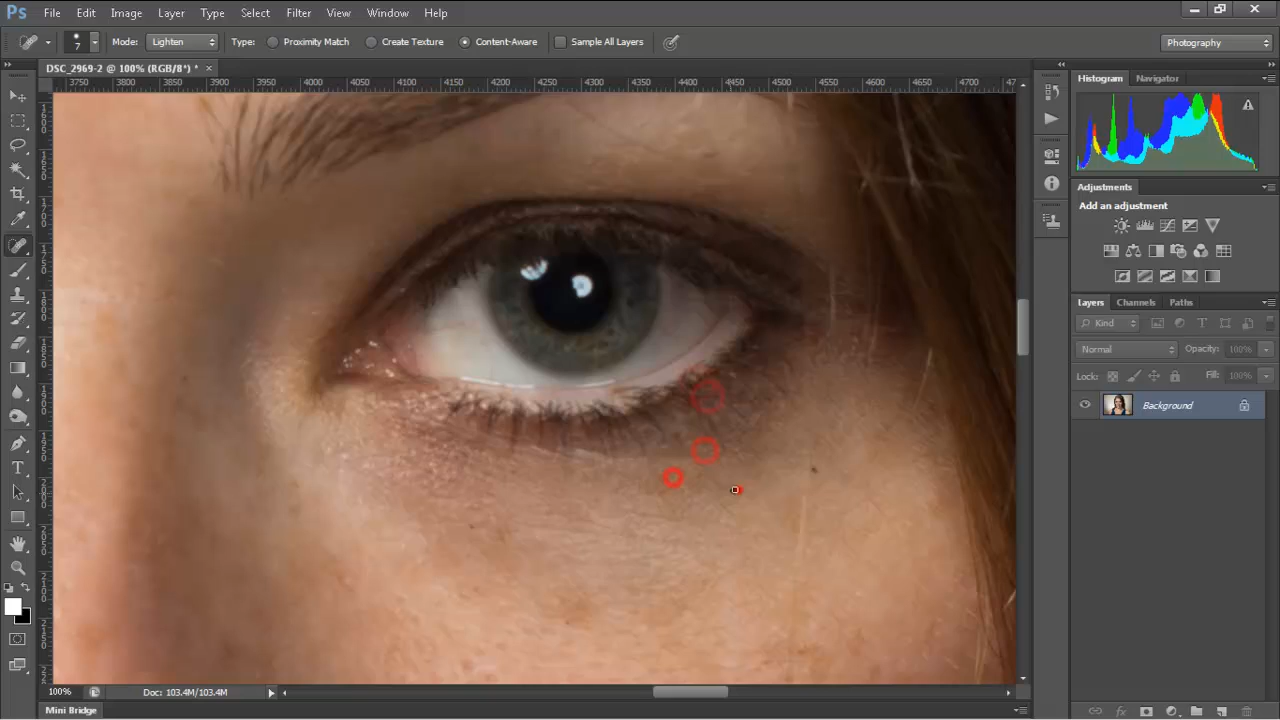 Ps File Edit Image Layer Type Select Filter View Window Help
7 Mode: Lighten Type: Proximity Match Create Texture Content-Aware Sample All Layers Photography
DSC_2969-2 @ 100% (RGB/8*) * ×
3750 3800 3850 3900 3950 4000 4050 4100 4150 4200 4250 4300 4350 4400 4450 4500 4550 4600 4650 4700
Histogram Navigator
Adjustments
Add an adjustment
Layers Channels Paths
Kind
Normal Opacity: 100%
Lock: Fill: 100%
Background
T
100% Doc: 103.4M/103.4M
Mini Bridge